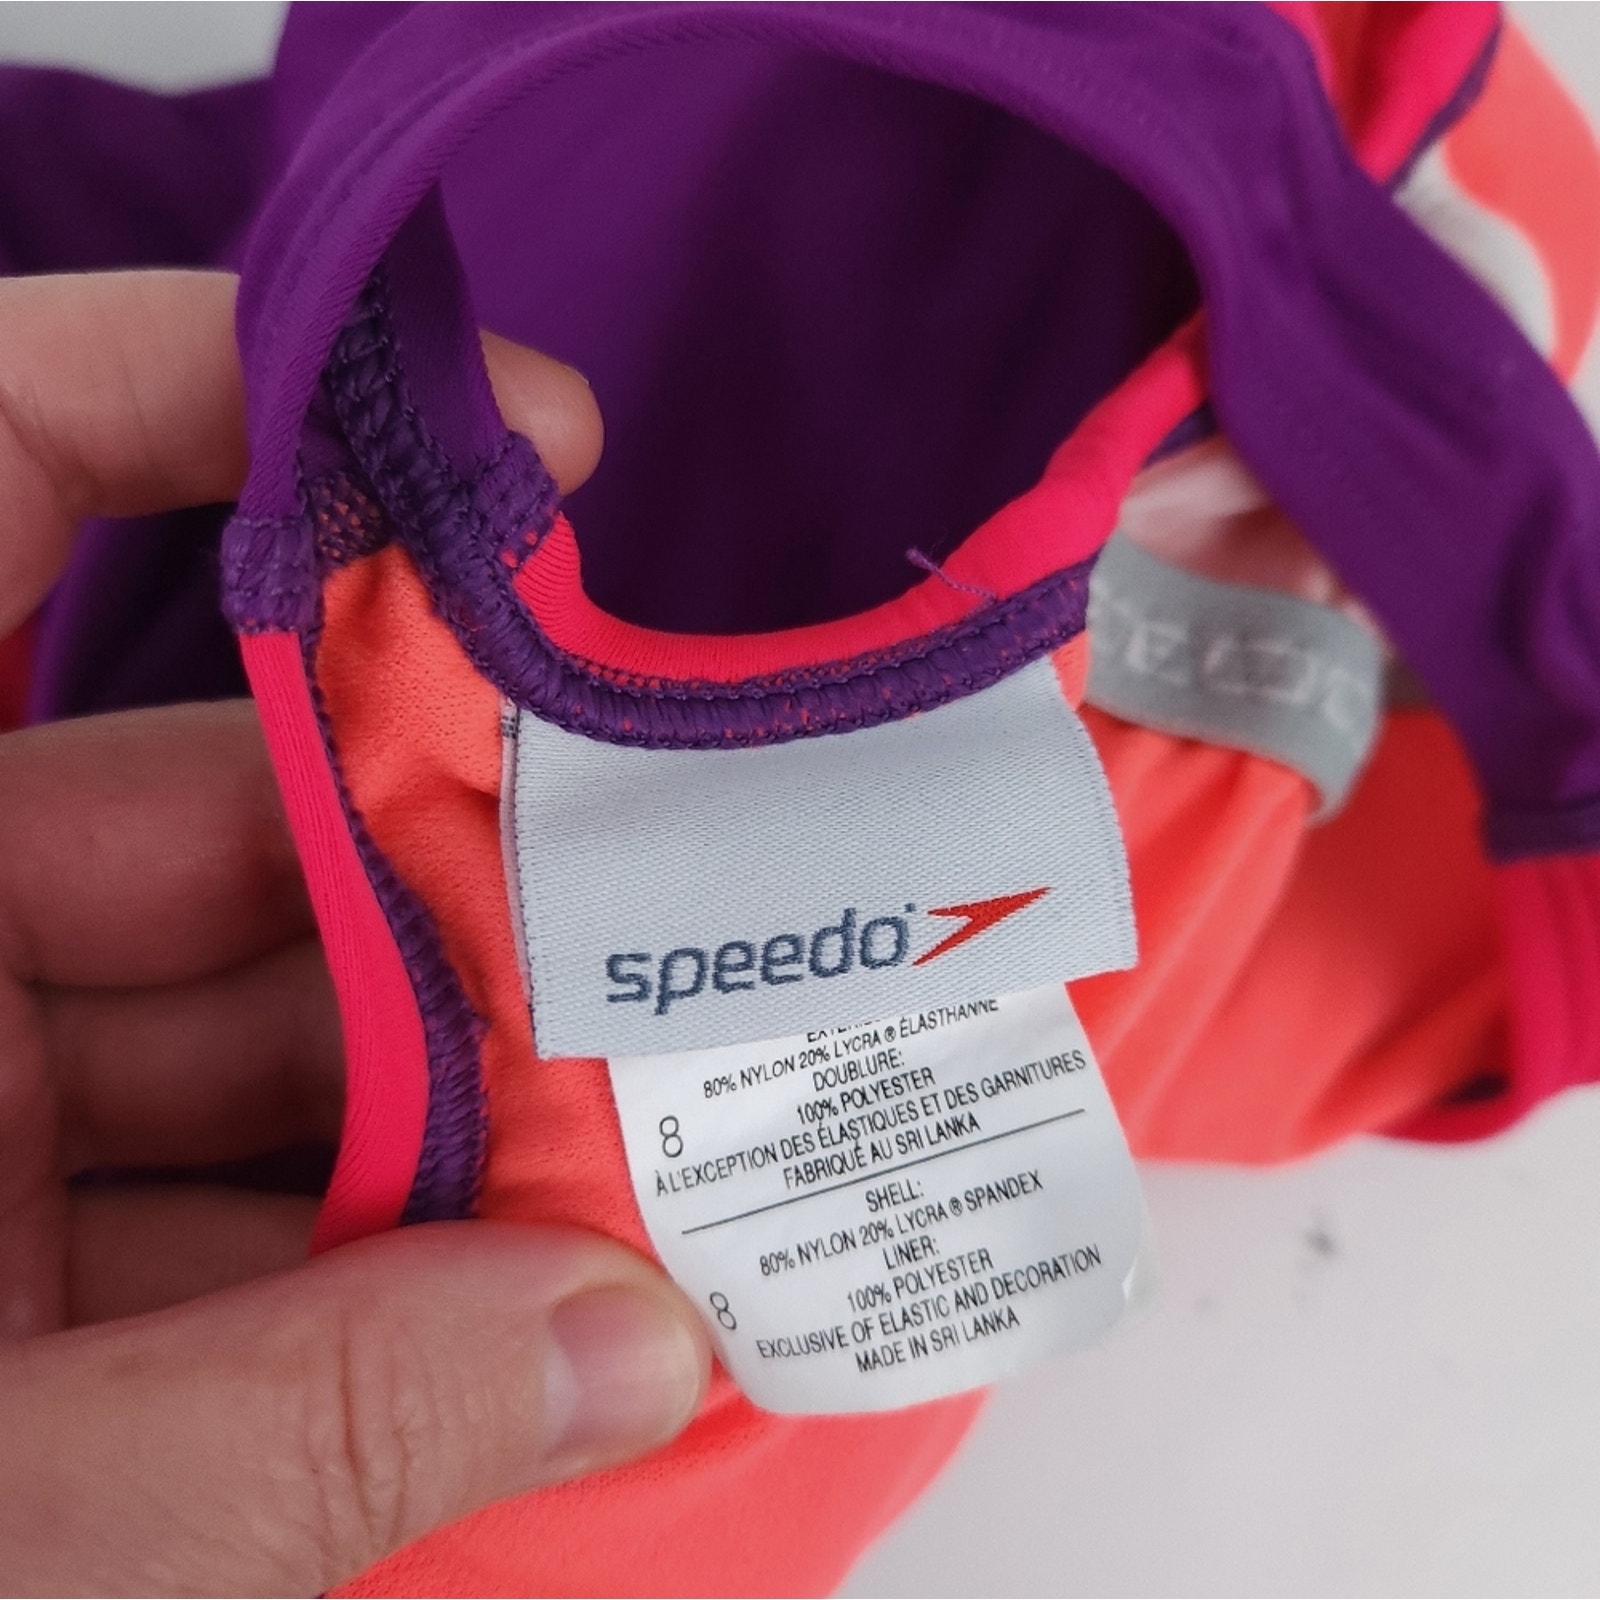 speedo
80% NYLON 20% LYCRA ® ÉLASTHANNE
DOUBLURE:
100% POLYESTER
8
À L'EXCEPTION DES ÉLASTIQUES ET DES GARNITURES
FABRIQUÉ AU SRI LANKA
SHELL:
80% NYLON 20% LYCRA ® SPANDEX
LINER:
100% POLYESTER
8
EXCLUSIVE OF ELASTIC AND DECORATION
MADE IN SRI LANKA